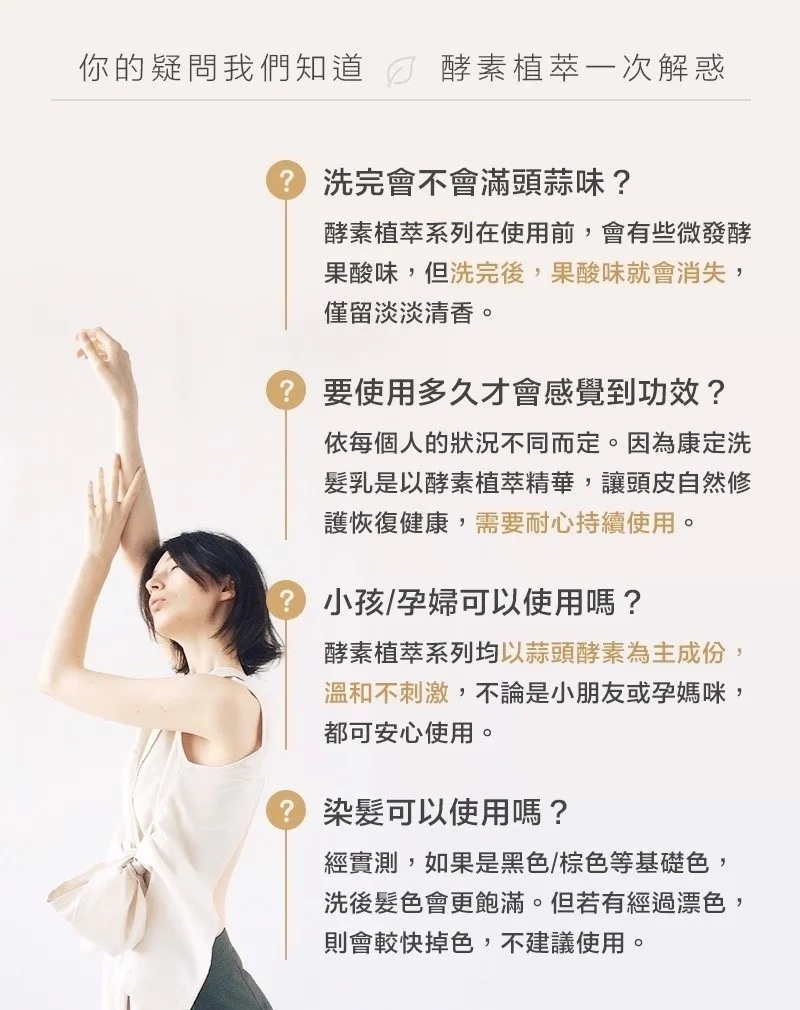 你的疑問我們知道 酵素植萃一次解惑
? 洗完會不會滿頭蒜味？
酵素植萃系列在使用前，會有些微發酵
果酸味，但洗完後，果酸味就會消失，
僅留淡淡清香。
? 要使用多久才會感覺到功效？
依每個人的狀況不同而定。因為康定洗
髮乳是以酵素植萃精華，讓頭皮自然修
護恢復健康，需要耐心持續使用。
? 小孩/孕婦可以使用嗎？
酵素植萃系列均以蒜頭酵素為主成份，
溫和不刺激，不論是小朋友或孕媽咪，
都可安心使用。
? 染髮可以使用嗎？
經實測，如果是黑色/棕色等基礎色，
洗後髮色會更飽滿。但若有經過漂色，
則會較快掉色，不建議使用。